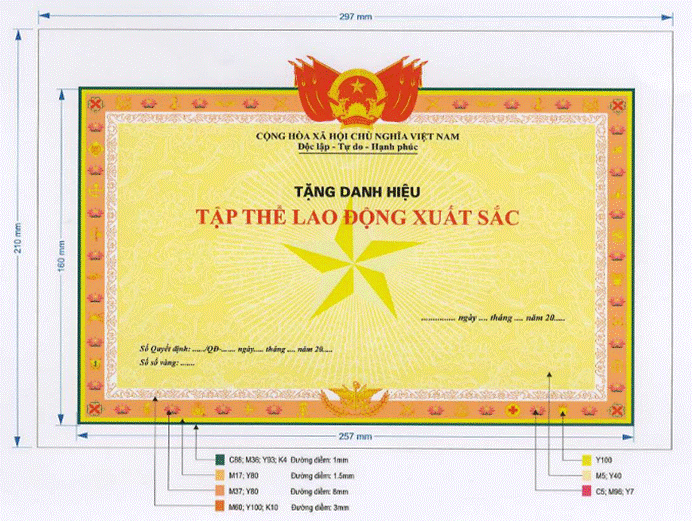 297 mm
210 mm
160 mm
CỘNG HÒA XÃ HỘI CHỦ NGHĨA VIỆT NAM
Độc lập - Tự do - Hạnh phúc
TẶNG DANH HIỆU
TẬP THỂ LAO ĐỘNG XUẤT SẮC
............... ngày .... tháng .... năm 20.....
Số Quyết định: ....../QĐ-....... ngày..... tháng .... năm 20.....
Số sổ vàng: .......
257 mm
C86; M36; Y93; K4 Đường diềm: 1mm
M17; Y80 Đường diềm: 1.5mm
M37; Y80 Đường diềm: 8mm
M60; Y100; K10 Đường diềm: 3mm
Y100
M5; Y40
C5; M96; Y7